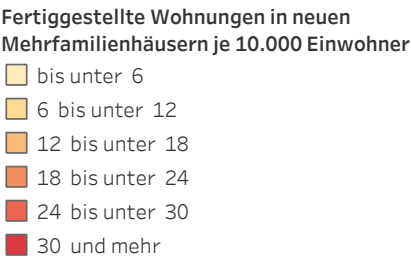 Fertiggestellte Wohnungen in neuen
Mehrfamilienhäusern je 10.000 Einwohner
bis unter 6
6 bis unter 12
12 bis unter 18
18 bis unter 24
24 bis unter 30
30 und mehr